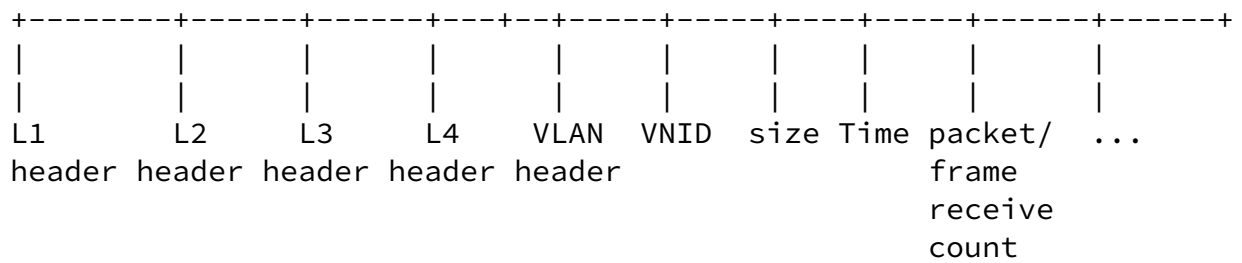 L1 L2 L3 L4 VLAN VNID size Time packet/ ...
header header header header header frame
receive
count